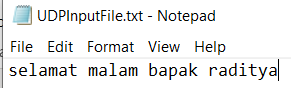 UDPInputFile.txt - Notepad
File Edit Format View Help
selamat malam bapak raditya